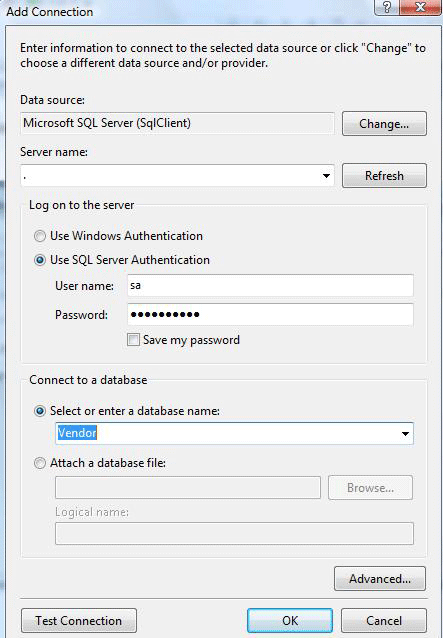 Add Connection
?
Enter information to connect to the selected data source or click "Change" to
choose a different data source and/or provider.
Data source:
Microsoft SQL Server (SqlClient)
Change...
Server name:
.
Refresh
Log on to the server
Use Windows Authentication
Use SQL Server Authentication
User name:
sa
Password:
●●●●●●●●●●
Save my password
Connect to a database
Select or enter a database name:
Vendor
Attach a database file:
Browse...
Logical name:
Advanced...
Test Connection
OK
Cancel